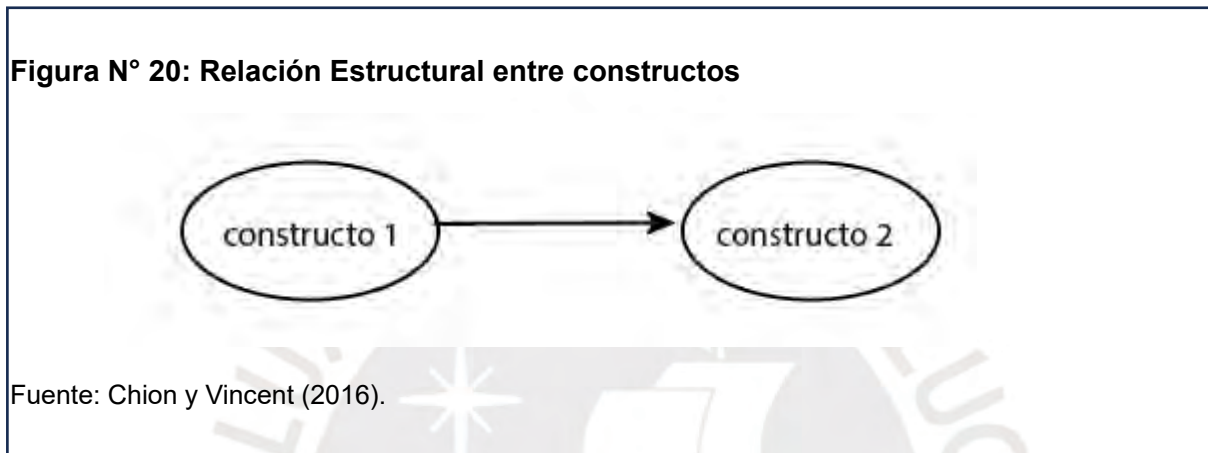 Figura N° 20: Relación Estructural entre constructos
constructo 1
constructo 2
Fuente: Chion y Vincent (2016).